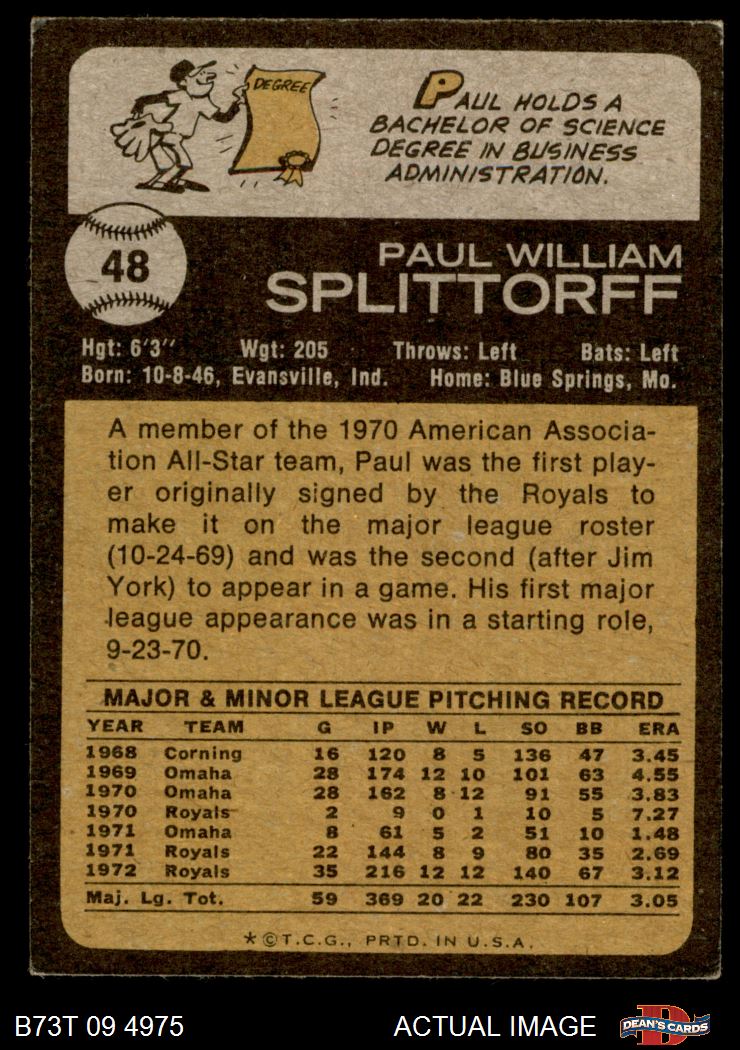 DEGREE
PAUL HOLDS A
BACHELOR OF SCIENCE
DEGREE IN BUSINESS
ADMINISTRATION.
48
PAUL WILLIAM
SPLITTORFF
Hgt: 6'3" Wgt: 205 Throws: Left Bats: Left
Born: 10-8-46, Evansville, Ind. Home: Blue Springs, Mo.
A member of the 1970 American Associa-
tion All-Star team, Paul was the first play-
er originally signed by the Royals to
make it on the major league roster
(10-24-69) and was the second (after Jim
York) to appear in a game. His first major
league appearance was in a starting role,
9-23-70.
MAJOR & MINOR LEAGUE PITCHING RECORD
YEAR TEAM G IP W L SO BB ERA
1968 Corning 16 120 8 5 136 47 3.45
1969 Omaha 28 174 12 10 101 63 4.55
1970 Omaha 28 162 8 12 91 55 3.83
1970 Royals 2 9 0 1 10 5 7.27
1971 Omaha 8 61 5 2 51 10 1.48
1971 Royals 22 144 8 9 80 35 2.69
1972 Royals 35 216 12 12 140 67 3.12
Maj. Lg. Tot. 59 369 20 22 230 107 3.05
*©T.C.G., PRTD. IN U.S.A.
B73T 09 4975 ACTUAL IMAGE D DEAN'S CARDS